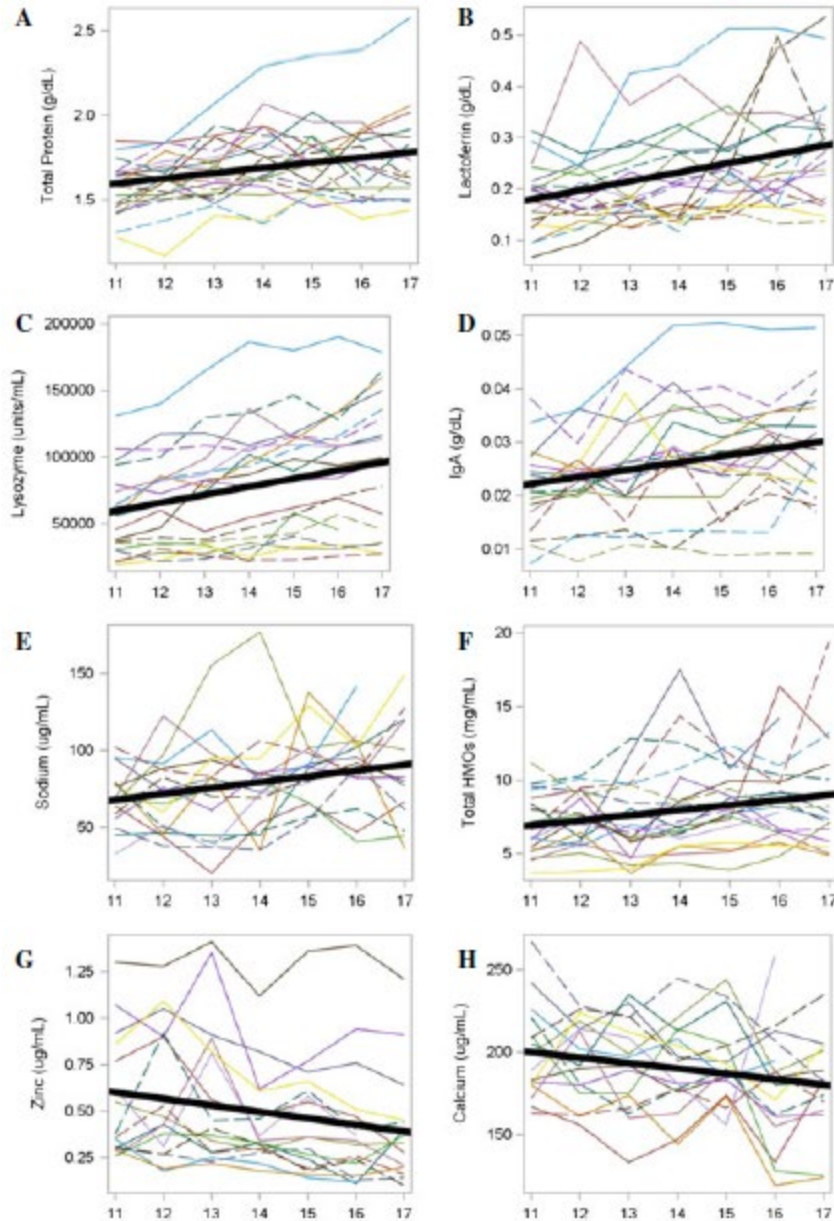 A
Total Protein (g/dL)
2.5
2.0
1.5
11 12 13 14 15 16 17
B
Lactoferrin (g/dL)
0.5
0.4
0.3
0.2
0.1
11 12 13 14 15 16 17
C
Lysozyme (units/mL)
200000
150000
100000
50000
11 12 13 14 15 16 17
D
IgA (g/dL)
0.05
0.04
0.03
0.02
0.01
11 12 13 14 15 16 17
E
Sodium (ug/mL)
150
100
50
11 12 13 14 15 16 17
F
Total HMOs (mg/mL)
20
15
10
5
11 12 13 14 15 16 17
G
Zinc (ug/mL)
1.25
1.00
0.75
0.50
0.25
11 12 13 14 15 16 17
H
Calcium (ug/mL)
250
200
150
11 12 13 14 15 16 17